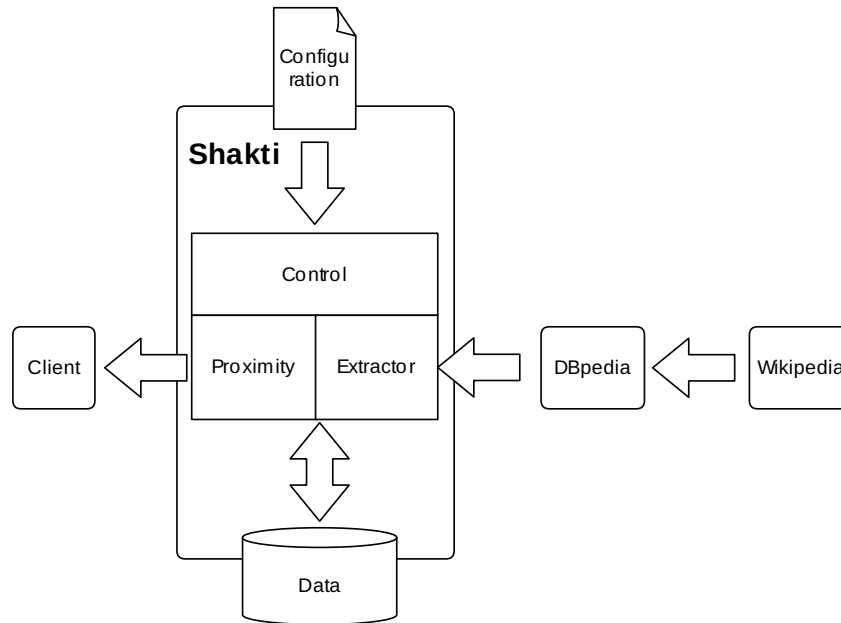 Configu
ration
Shakti
Control
Client
Proximity
Extractor
DBpedia
Wikipedia
Data